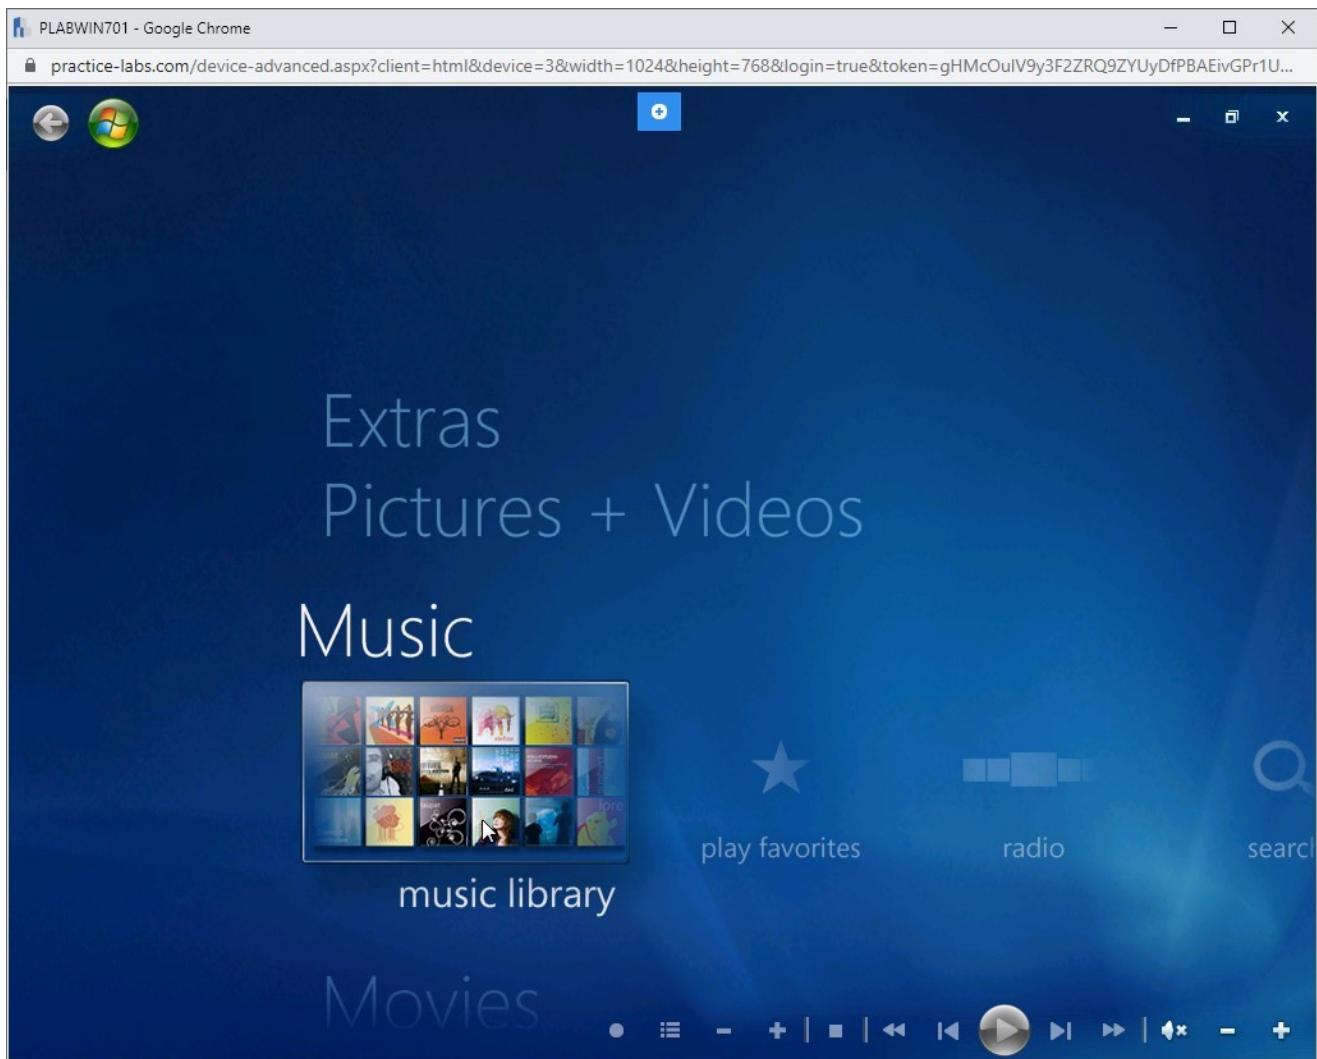 PLABWIN701 - Google Chrome
practice-labs.com/device-advanced.aspx?client=html&device=3&width=1024&height=768&login=true&token=gHMcOulV9y3F2ZRQ9ZYUyDfPBAEivGPr1U...
Extras
Pictures + Videos
Music
play favorites
radio
search
music library
Movies